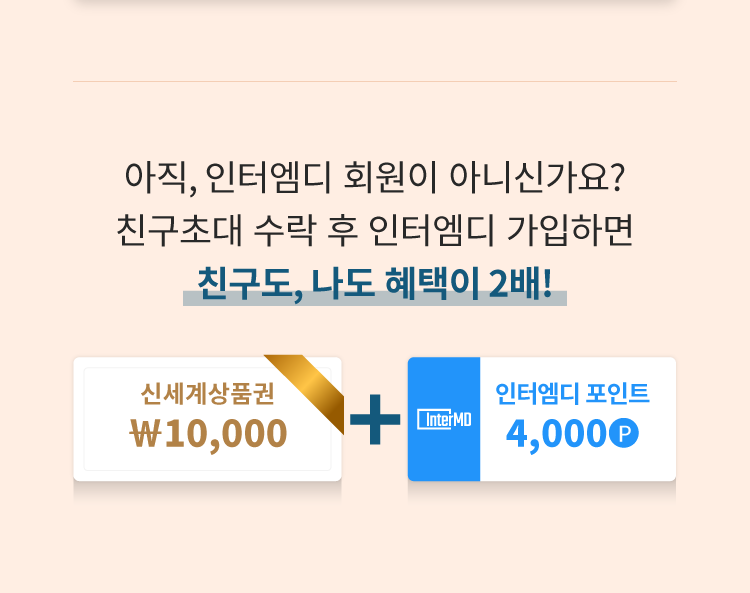 아직, 인터엠디 회원이 아니신가요?
친구초대 수락 후 인터엠디 가입하면
친구도, 나도 혜택이 2배!
신세계상품권
₩10,000
InterMD
인터엠디 포인트
4,000P